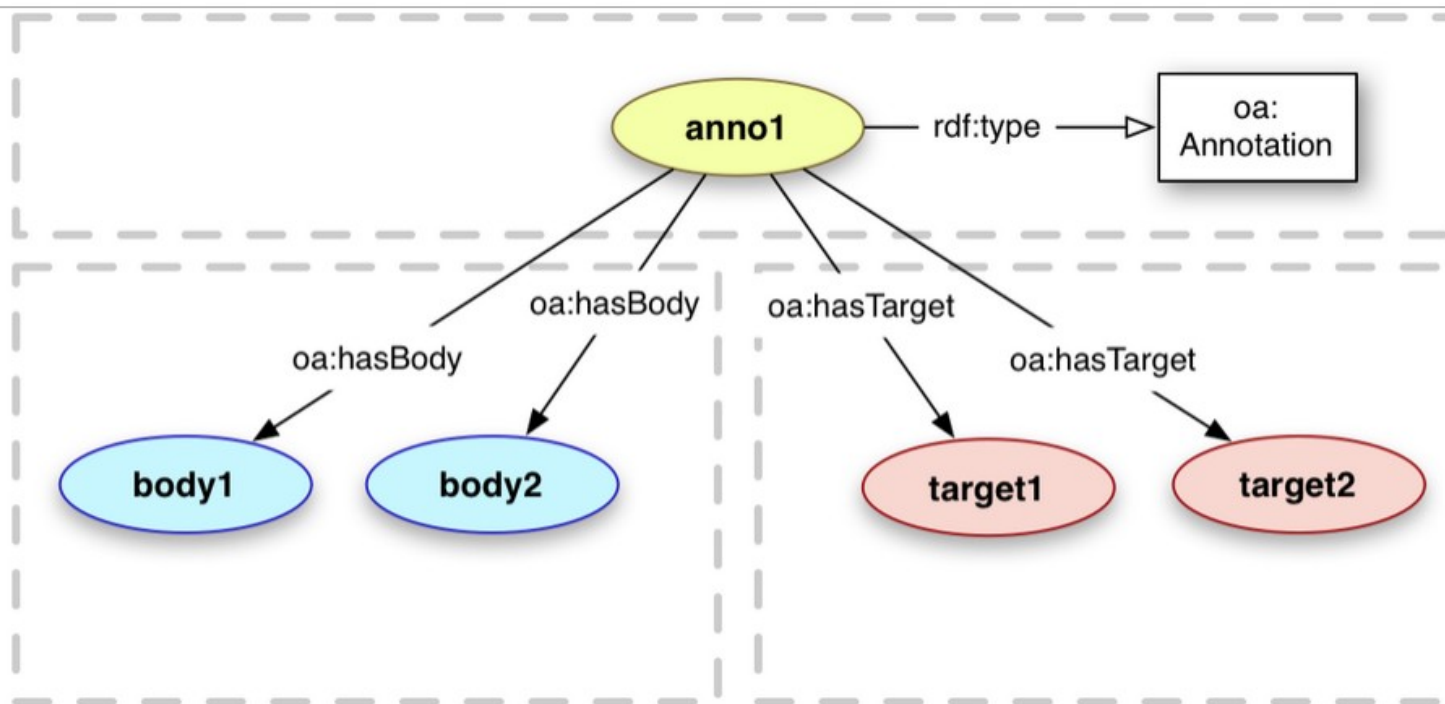 anno1
rdf:type
oa:
Annotation
oa:hasBody
oa:hasTarget
oa:hasBody
oa:hasTarget
body1
body2
target1
target2